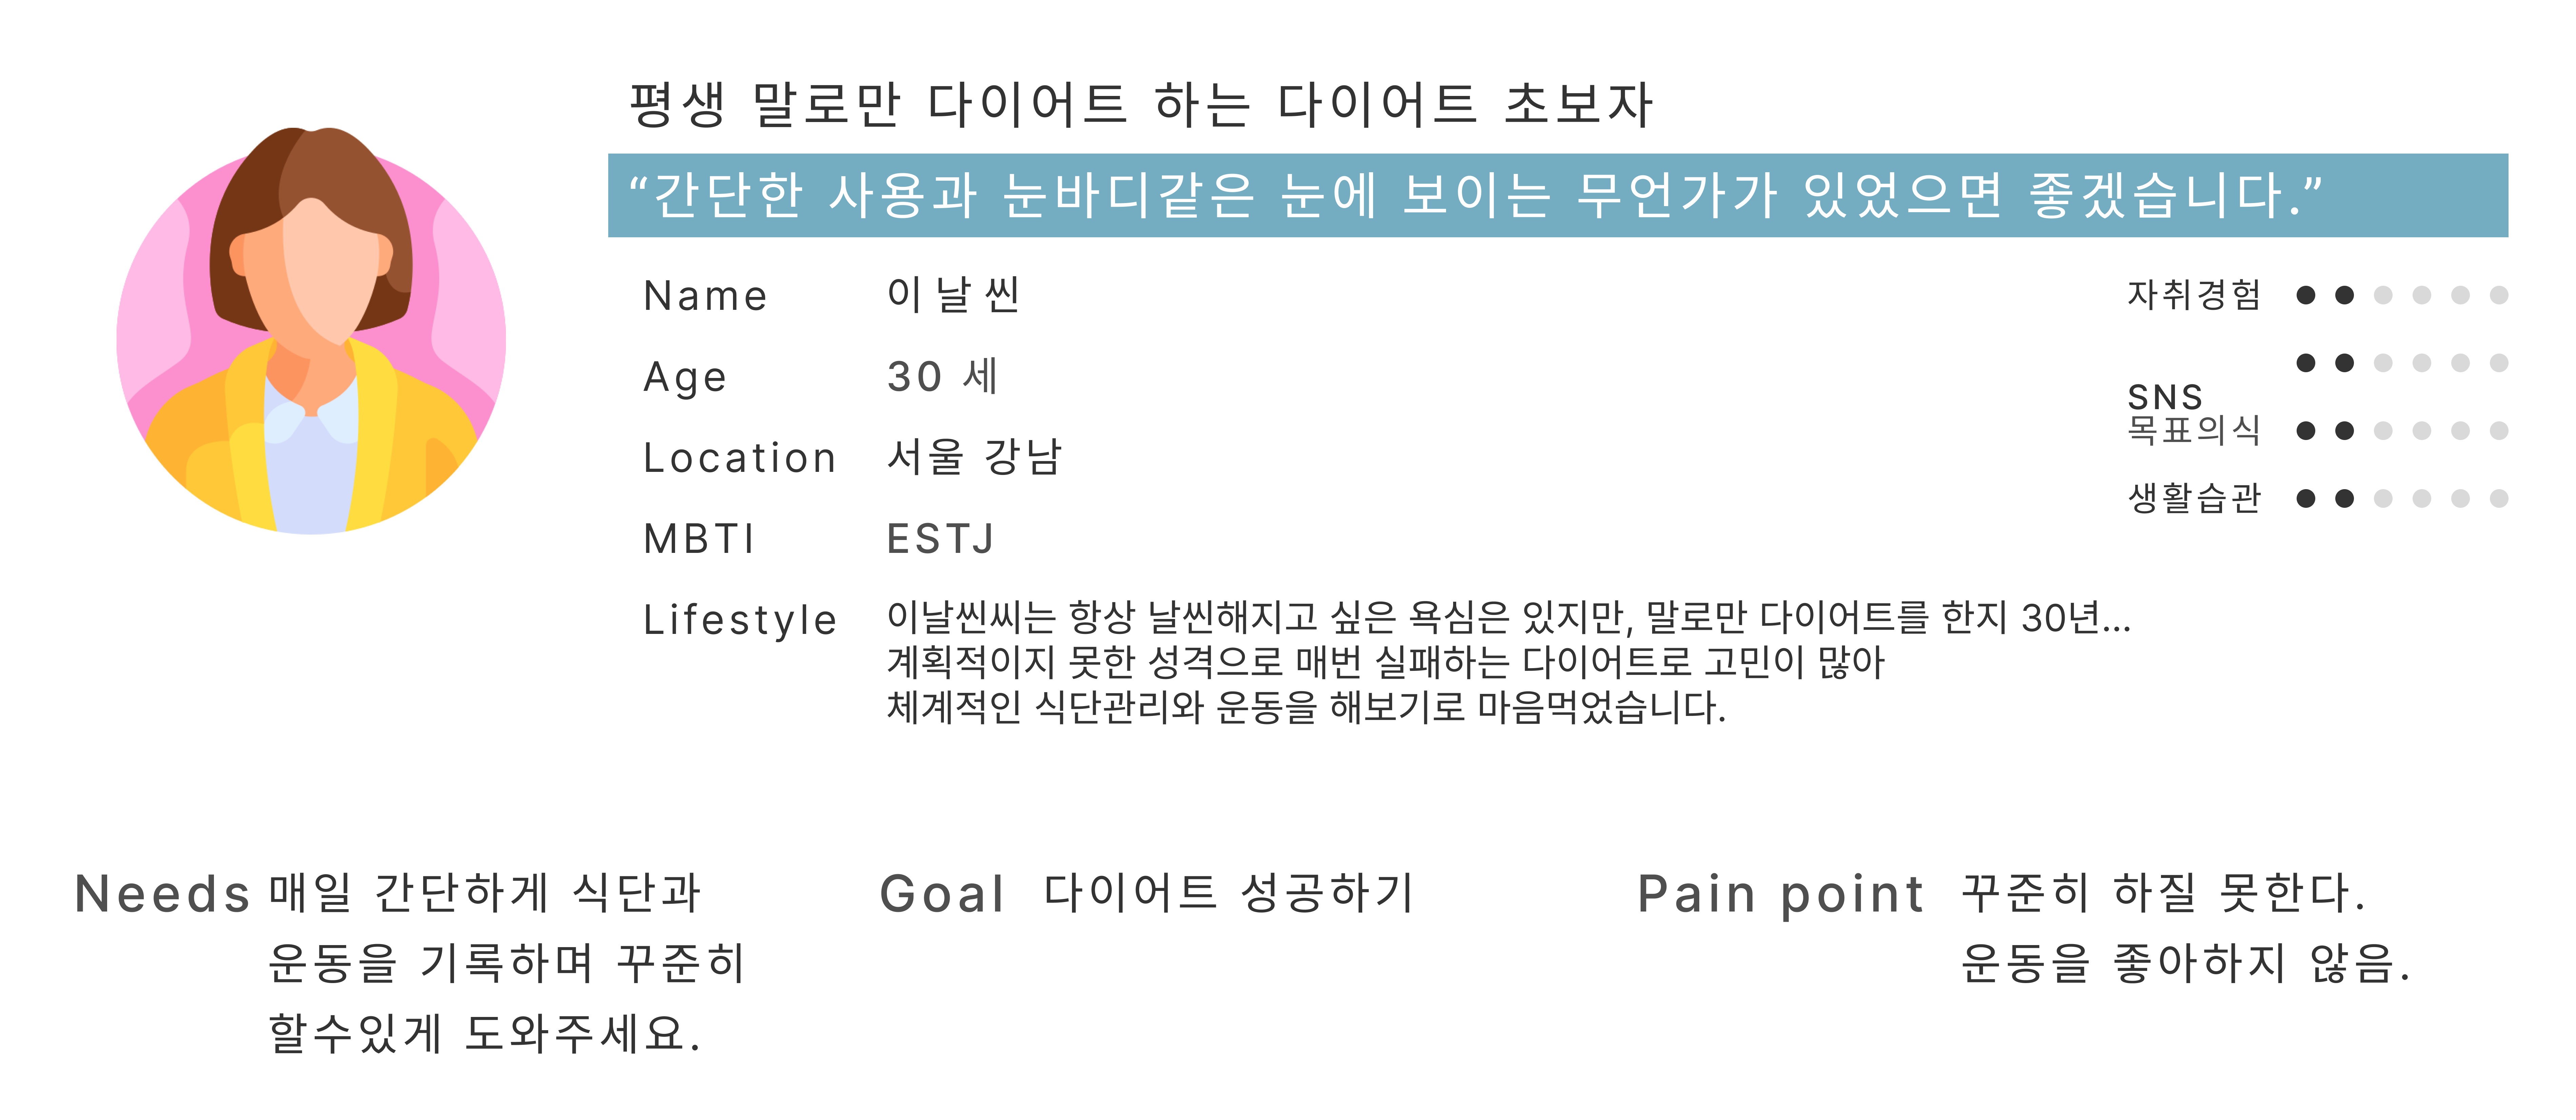 평생 말로만 다이어트 하는 다이어트 초보자
“간단한 사용과 눈바디같은 눈에 보이는 무언가가 있었으면 좋겠습니다.”
Name 이날씬
Age 30 세
Location 서울 강남
MBTI ESTJ
Lifestyle 이날씬씨는 항상 날씬해지고 싶은 욕심은 있지만, 말로만 다이어트를 한지 30년...
계획적이지 못한 성격으로 매번 실패하는 다이어트로 고민이 많아
체계적인 식단관리와 운동을 해보기로 마음먹었습니다.
자취경험
SNS
목표의식
생활습관
Needs 매일 간단하게 식단과
운동을 기록하며 꾸준히
할수있게 도와주세요.
Goal 다이어트 성공하기
Pain point 꾸준히 하질 못한다.
운동을 좋아하지 않음.